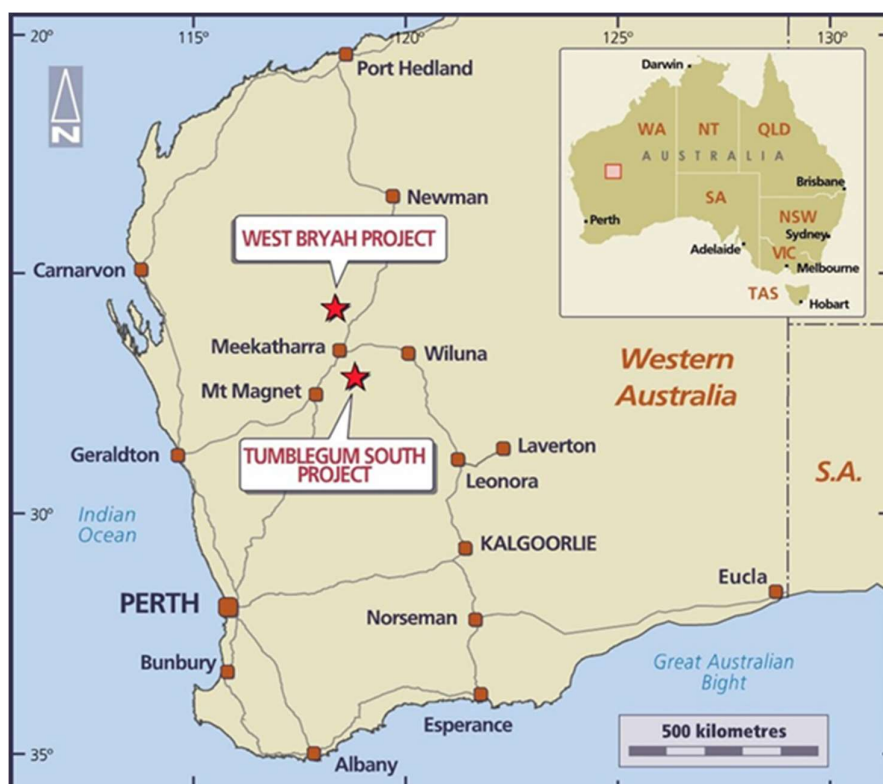 20°
115°
120°
125°
130°
Port Hedland
Darwin
WA
NT
QLD
AUSTRALIA
Brisbane
SA
NSW
Perth
Sydney
Adelaide
VIC
Melbourne
TAS
Hobart
N
Newman
WEST BRYAH PROJECT
Carnarvon
Meekatharra
Wiluna
Mt Magnet
Western
Australia
TUMBLEGUM SOUTH
PROJECT
Geraldton
Laverton
Leonora
S.A.
Indian
Ocean
30°
KALGOORLIE
Eucla
PERTH
Norseman
Bunbury
Great Australian
Bight
Esperance
500 kilometres
35°
Albany